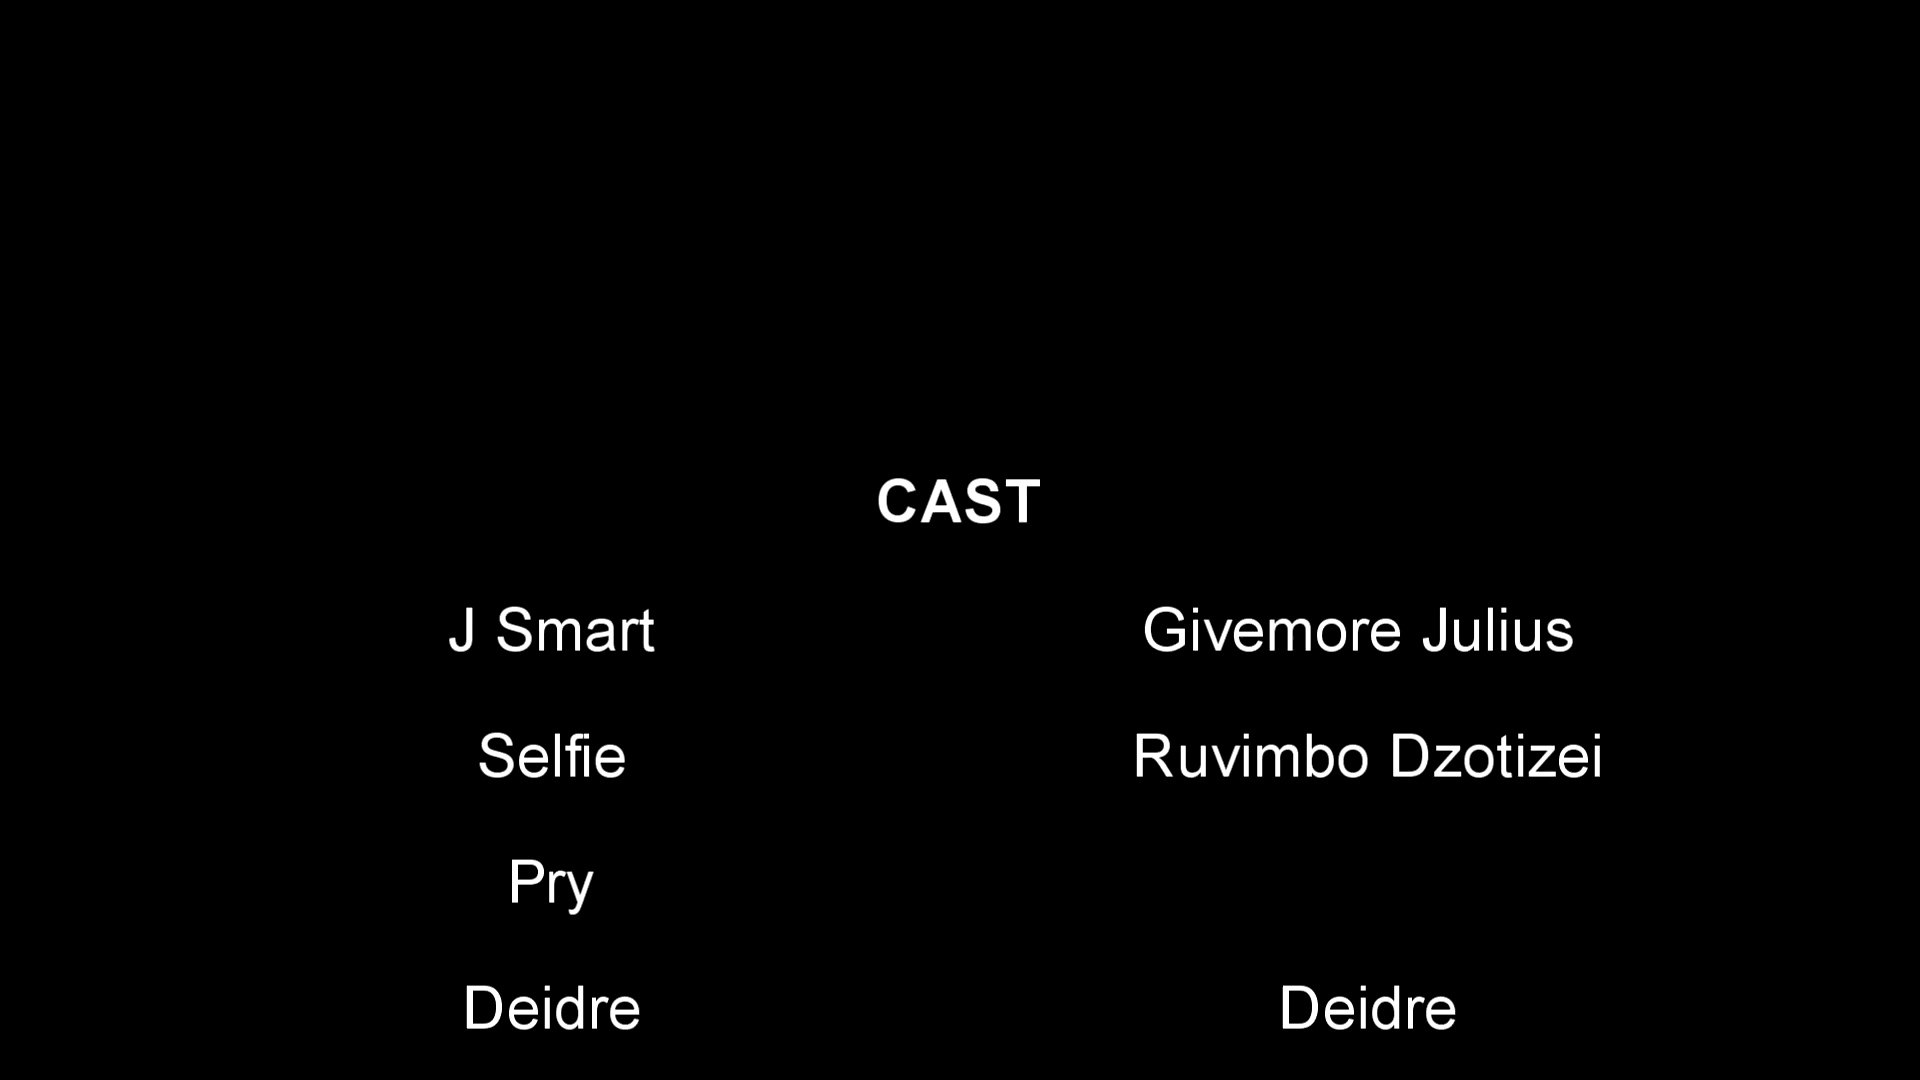 CAST
J Smart Givemore Julius
Selfie Ruvimbo Dzotizei
Pry
Deidre Deidre